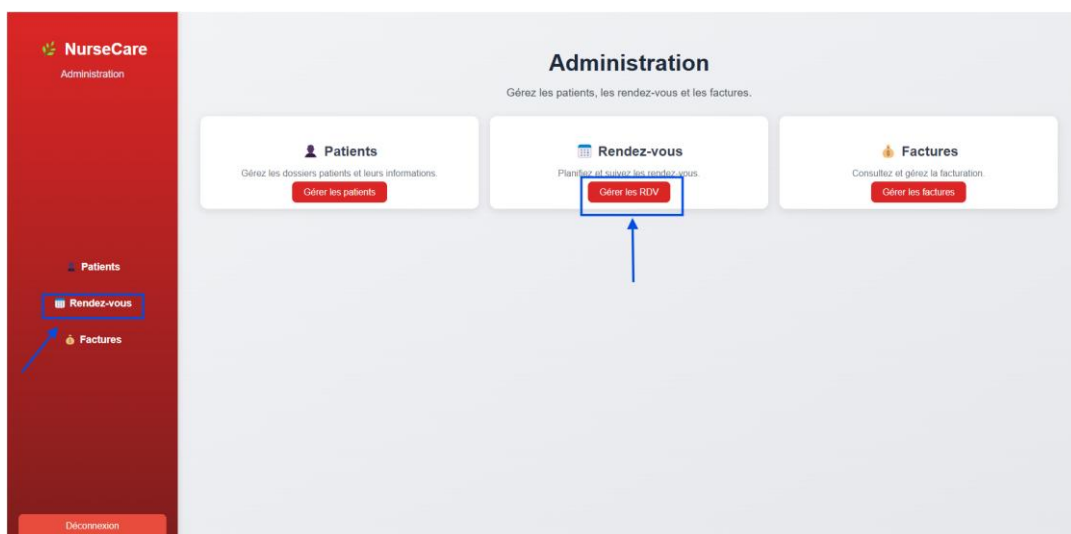 NurseCare
Administration
Patients
Rendez-vous
Factures
Déconnexion
Administration
Gérez les patients, les rendez-vous et les factures.
Patients
Gérez les dossiers patients et leurs informations.
Gérer les patients
Rendez-vous
Planifiez et suivez les rendez-vous.
Gérer les RDV
Factures
Consultez et gérez la facturation.
Gérer les factures